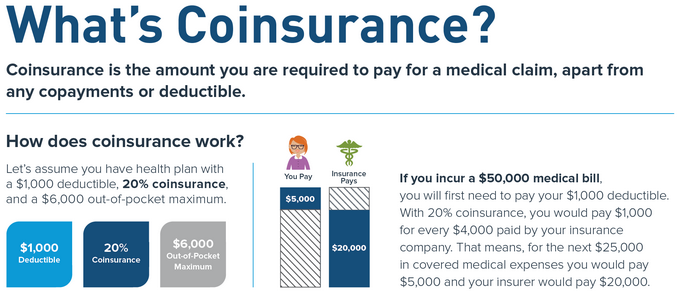 What's Coinsurance?
Coinsurance is the amount you are required to pay for a medical claim, apart from
any copayments or deductible.
How does coinsurance work?
Let's assume you have health plan with
a $1,000 deductible, 20% coinsurance,
and a $6,000 out-of-pocket maximum.
$1,000
Deductible
20%
Coinsurance
$6,000
Out-of-Pocket
Maximum
You Pay
Insurance
Pays
$5,000
$20,000
If you incur a $50,000 medical bill,
you will first need to pay your $1,000 deductible.
With 20% coinsurance, you would pay $1,000
for every $4,000 paid by your insurance
company. That means, for the next $25,000
in covered medical expenses you would pay
$5,000 and your insurer would pay $20,000.